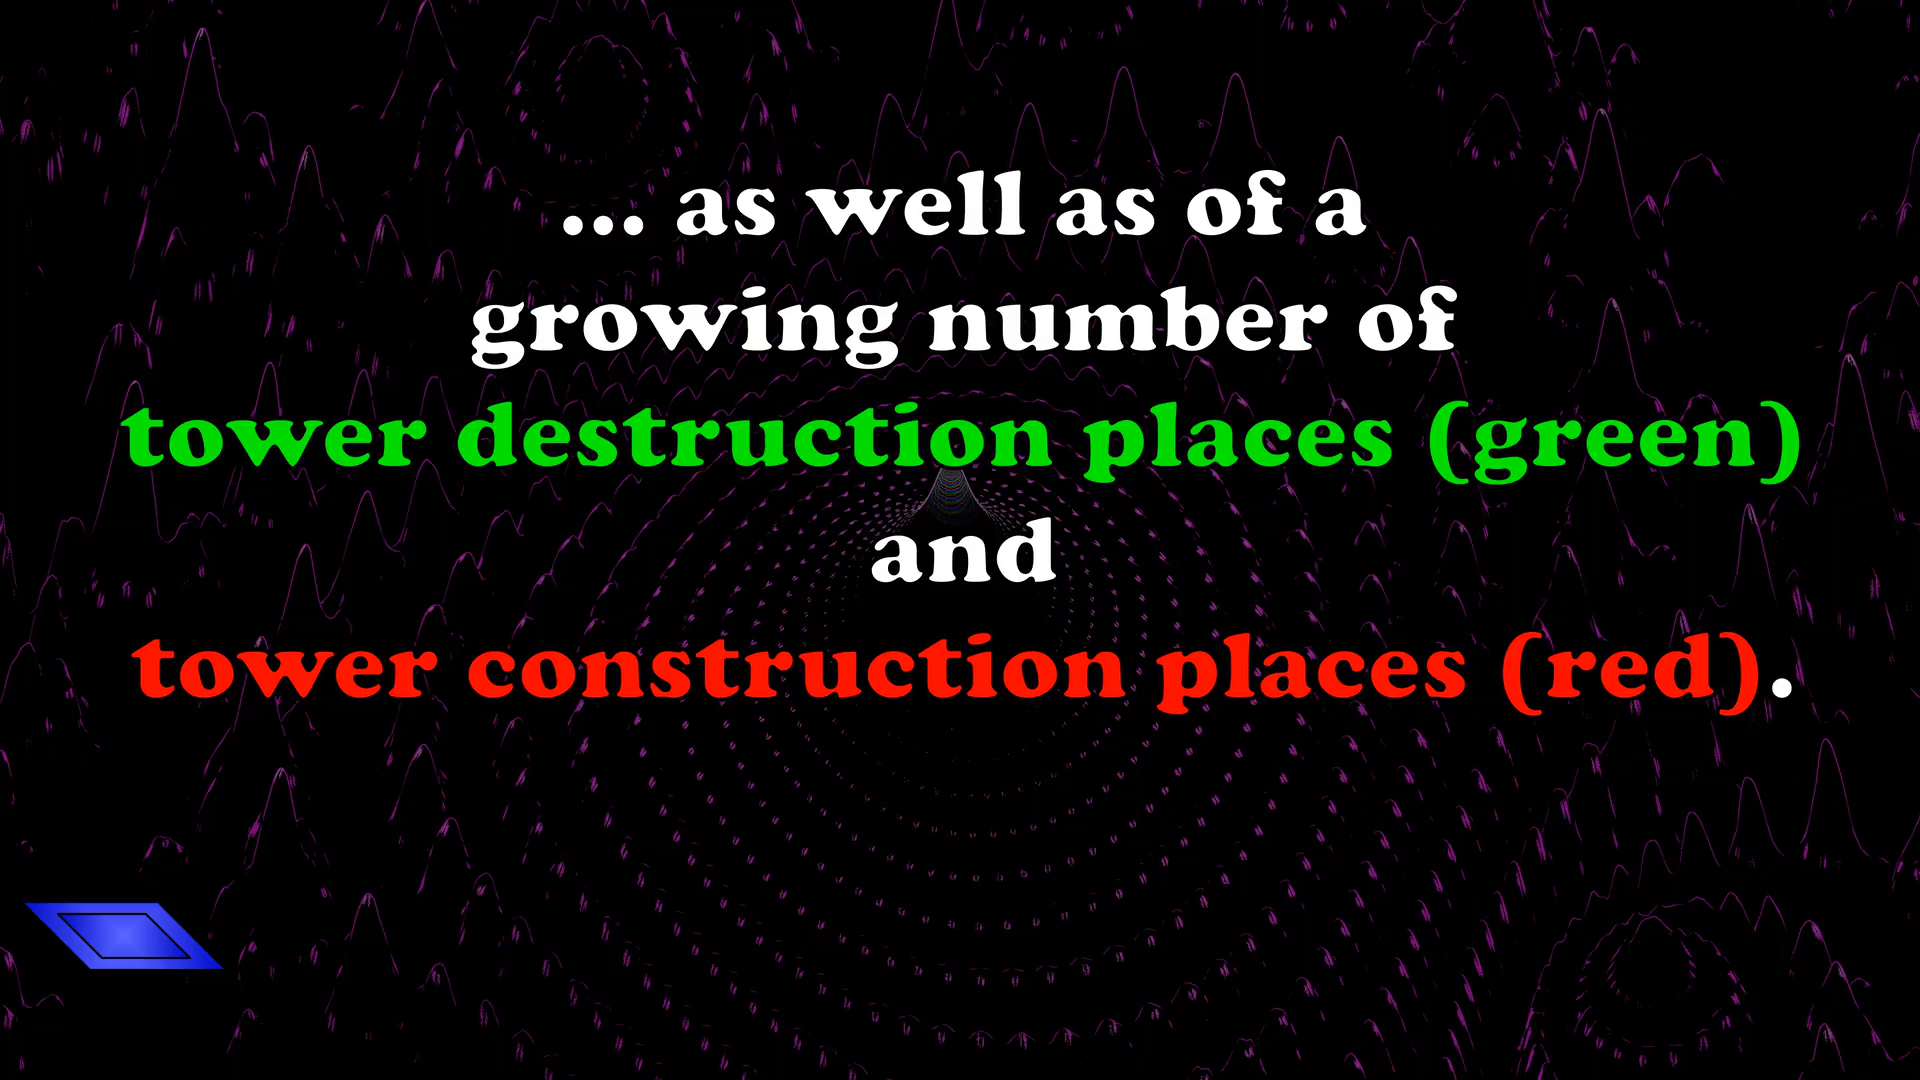 ... as well as of a
growing number of
tower destruction places (green)
and
tower construction places (red).